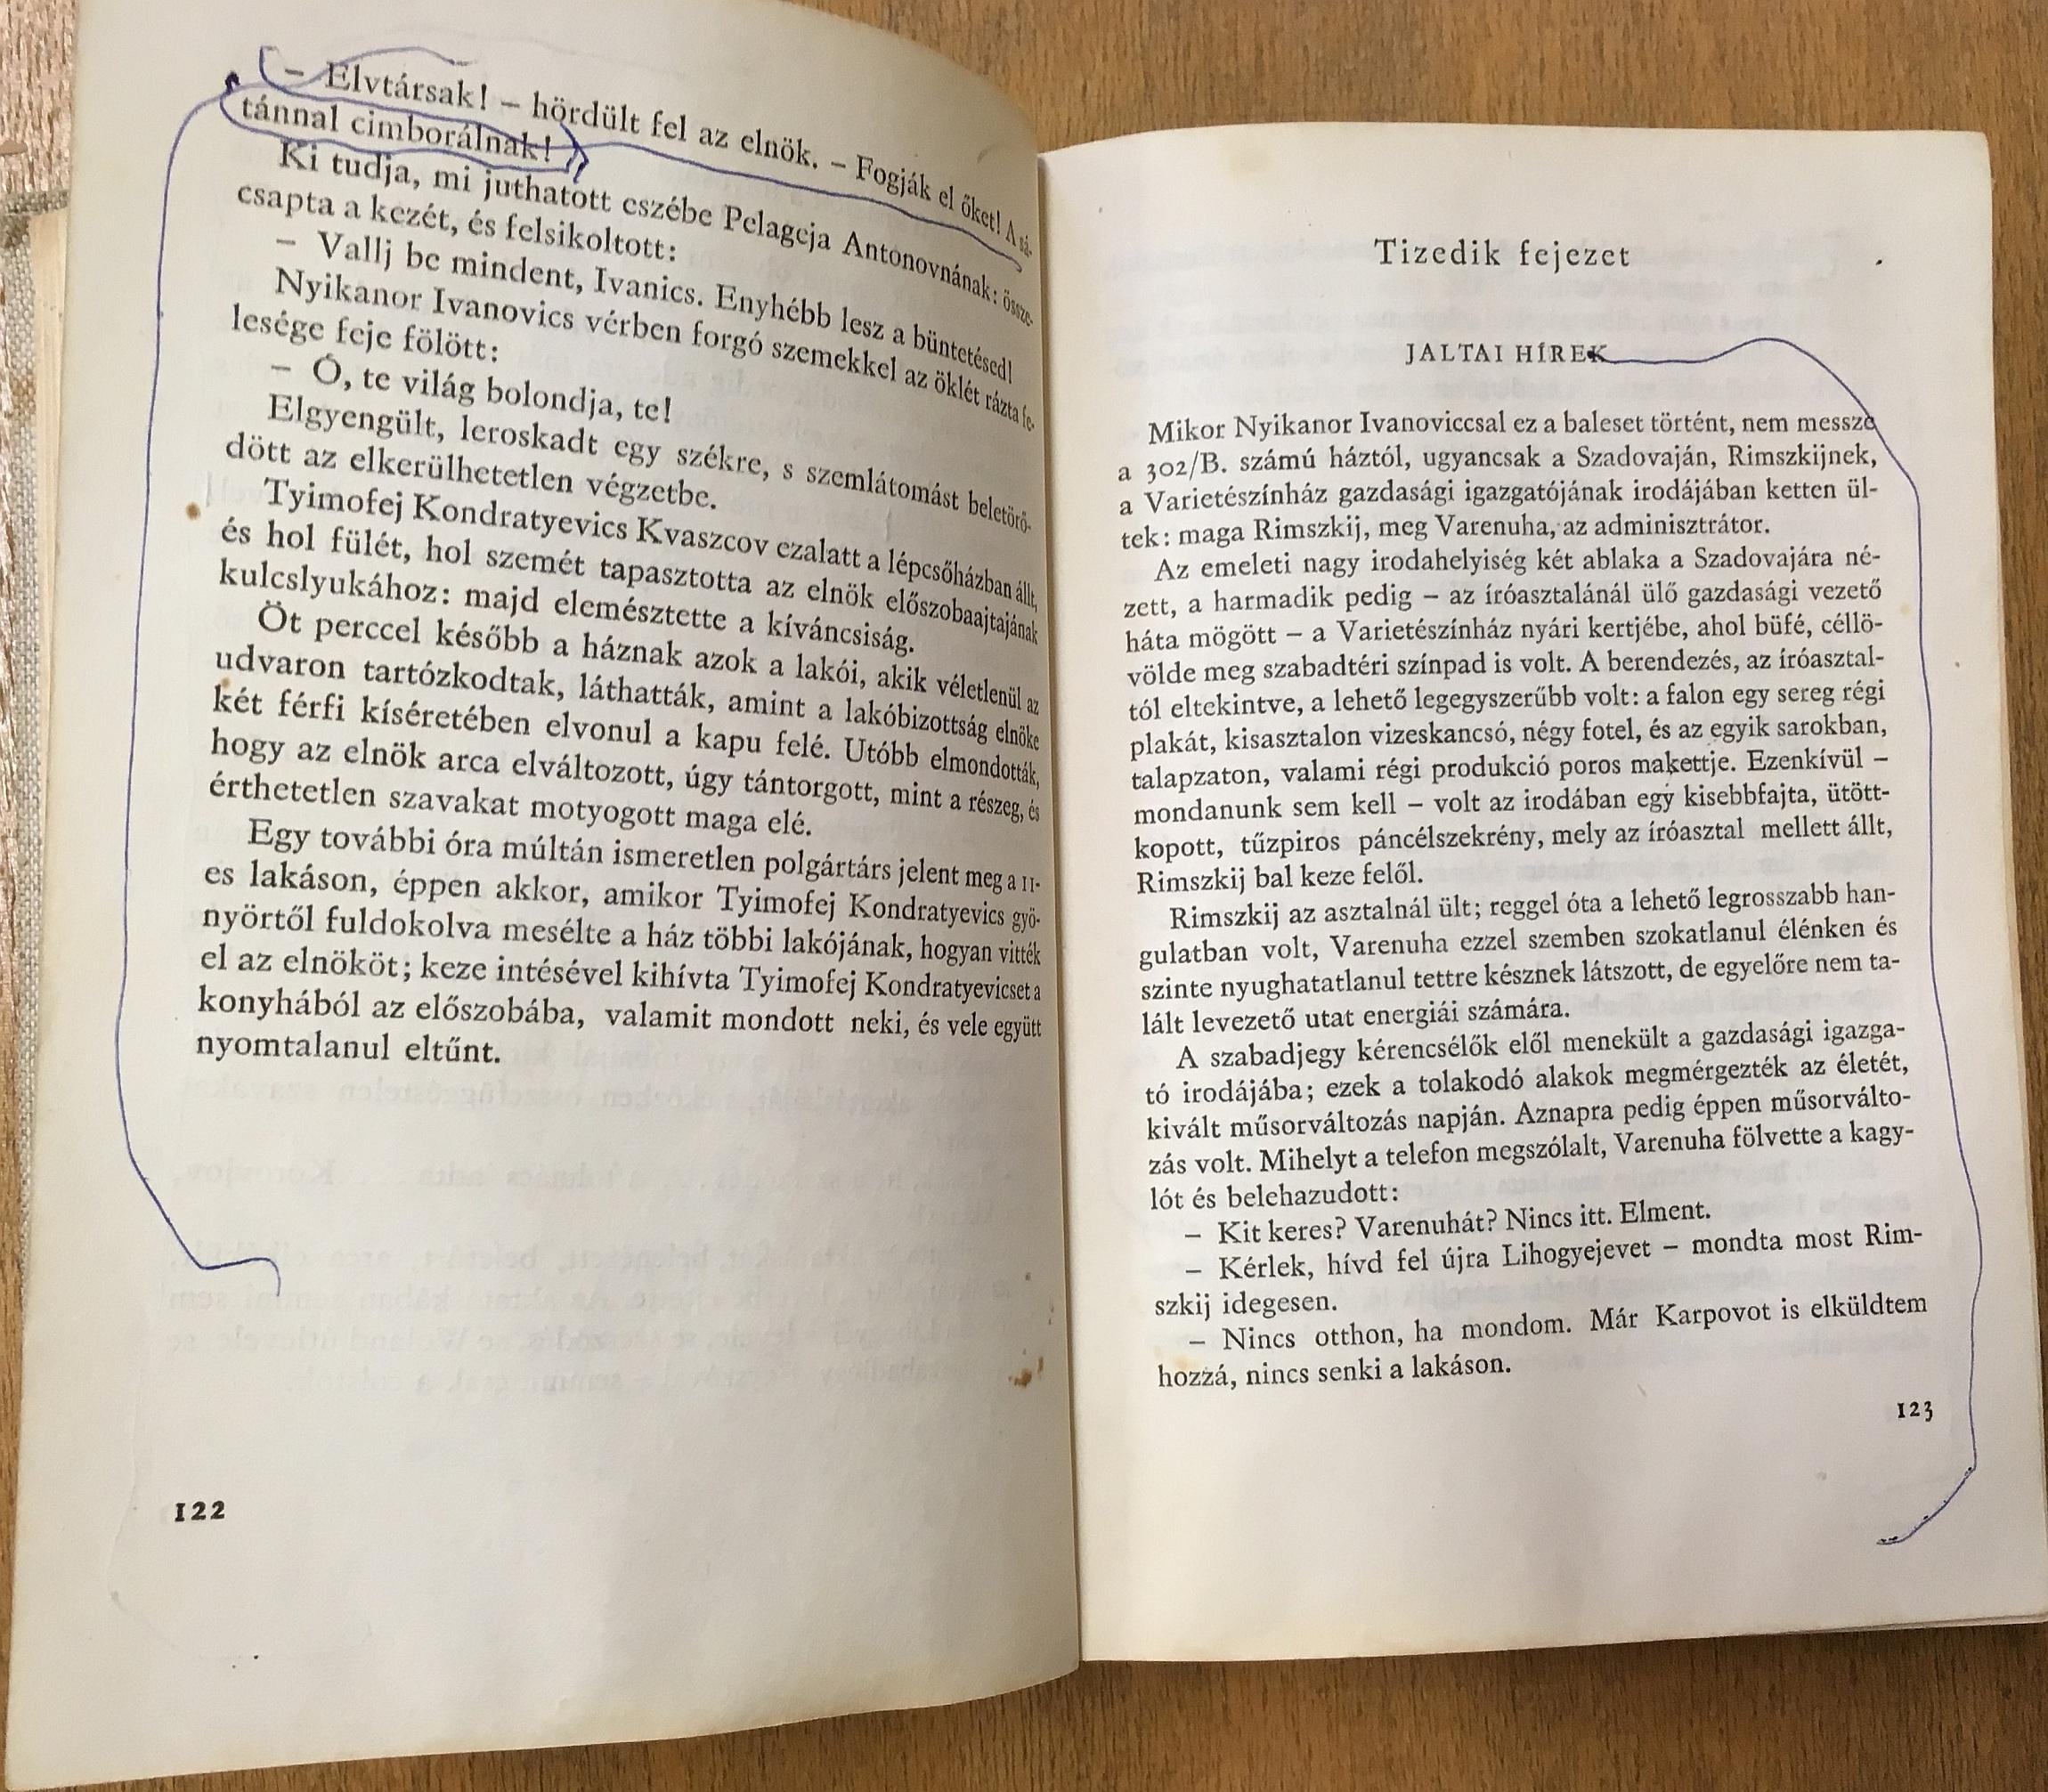 – Elvtársak! – hördült fel az elnök. – Fogják el őket! A sá-
tánnal cimborálnak!
Ki tudja, mi juthatott eszébe Pelageja Antonovnának: össze-
csapta a kezét, és felsikoltott:
– Vallj be mindent, Ivanics. Enyhébb lesz a büntetésed!
Nyikanor Ivanovics vérben forgó szemekkel az öklét rázta fe-
lesége feje fölött:
– Ó, te világ bolondja, te!
Elgyengült, leroskadt egy székre, s szemlátomást beletörő-
dött az elkerülhetetlen végzetbe.
Tyimofej Kondratyevics Kvaszcov ezalatt a lépcsőházban állt,
és hol fülét, hol szemét tapasztotta az elnök előszobaajtajának
kulcslyukához: majd elemésztette a kíváncsiság.
Öt perccel később a háznak azok a lakói, akik véletlenül az
udvaron tartózkodtak, láthatták, amint a lakóbizottság elnöke
két férfi kíséretében elvonul a kapu felé. Utóbb elmondották,
hogy az elnök arca elváltozott, úgy tántorgott, mint a részeg, és
érthetetlen szavakat motyogott maga elé.
Egy további óra múltán ismeretlen polgártárs jelent meg a 11-
es lakáson, éppen akkor, amikor Tyimofej Kondratyevics gyö-
nyörtől fuldokolva mesélte a ház többi lakójának, hogyan vitték
el az elnököt; keze intésével kihívta Tyimofej Kondratyevicset a
konyhából az előszobába, valamit mondott neki, és vele együtt
nyomtalanul eltűnt.
122
Tizedik fejezet
JALTAI HÍREK
Mikor Nyikanor Ivanoviccsal ez a baleset történt, nem messze
a 302/B. számú háztól, ugyancsak a Szadovaján, Rimszkijnek,
a Varietészínház gazdasági igazgatójának irodájában ketten ül-
tek: maga Rimszkij, meg Varenuha, az adminisztrátor.
Az emeleti nagy irodahelyiség két ablaka a Szadovajára né-
zett, a harmadik pedig – az íróasztalánál ülő gazdasági vezető
háta mögött – a Varietészínház nyári kertjébe, ahol büfé, céllö-
völde meg szabadtéri színpad is volt. A berendezés, az íróasztal-
tól eltekintve, a lehető legegyszerűbb volt: a falon egy sereg régi
plakát, kisasztalon vizeskancsó, négy fotel, és az egyik sarokban,
talapzaton, valami régi produkció poros makettje. Ezenkívül –
mondanunk sem kell – volt az irodában egy kisebbfajta, ütött-
kopott, tűzpiros páncélszekrény, mely az íróasztal mellett állt,
Rimszkij bal keze felől.
Rimszkij az asztalnál ült; reggel óta a lehető legrosszabb han-
gulatban volt, Varenuha ezzel szemben szokatlanul élénken és
szinte nyughatatlanul tettre késznek látszott, de egyelőre nem ta-
lált levezető utat energiái számára.
A szabadjegy kérencsélők elől menekült a gazdasági igazga-
tó irodájába; ezek a tolakodó alakok megmérgezték az életét,
kivált műsorváltozás napján. Aznapra pedig éppen műsorválto-
zás volt. Mihelyt a telefon megszólalt, Varenuha fölvette a kagy-
lót és belehazudott:
– Kit keres? Varenuhát? Nincs itt. Elment.
– Kérlek, hívd fel újra Lihogyejevet – mondta most Rim-
szkij idegesen.
– Nincs otthon, ha mondom. Már Karpovot is elküldtem
hozzá, nincs senki a lakáson.
123